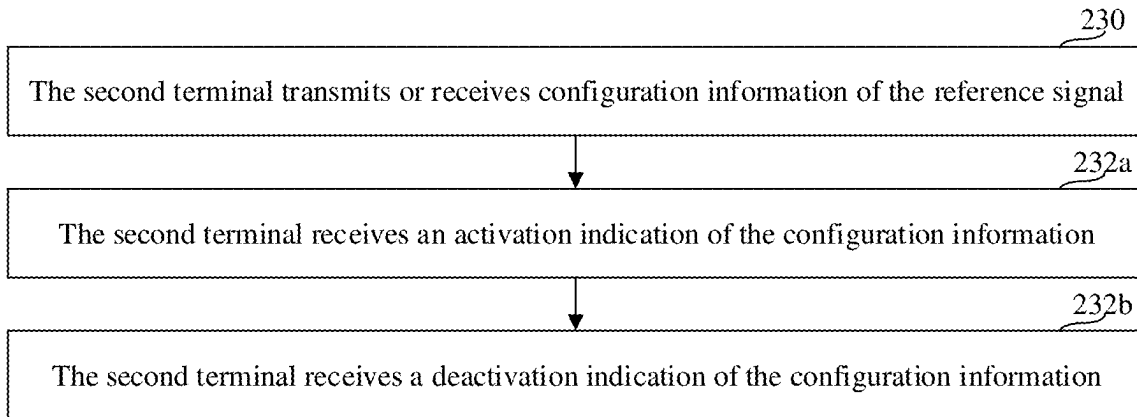 230
The second terminal transmits or receives configuration information of the reference signal
232a
The second terminal receives an activation indication of the configuration information
232b
The second terminal receives a deactivation indication of the configuration information